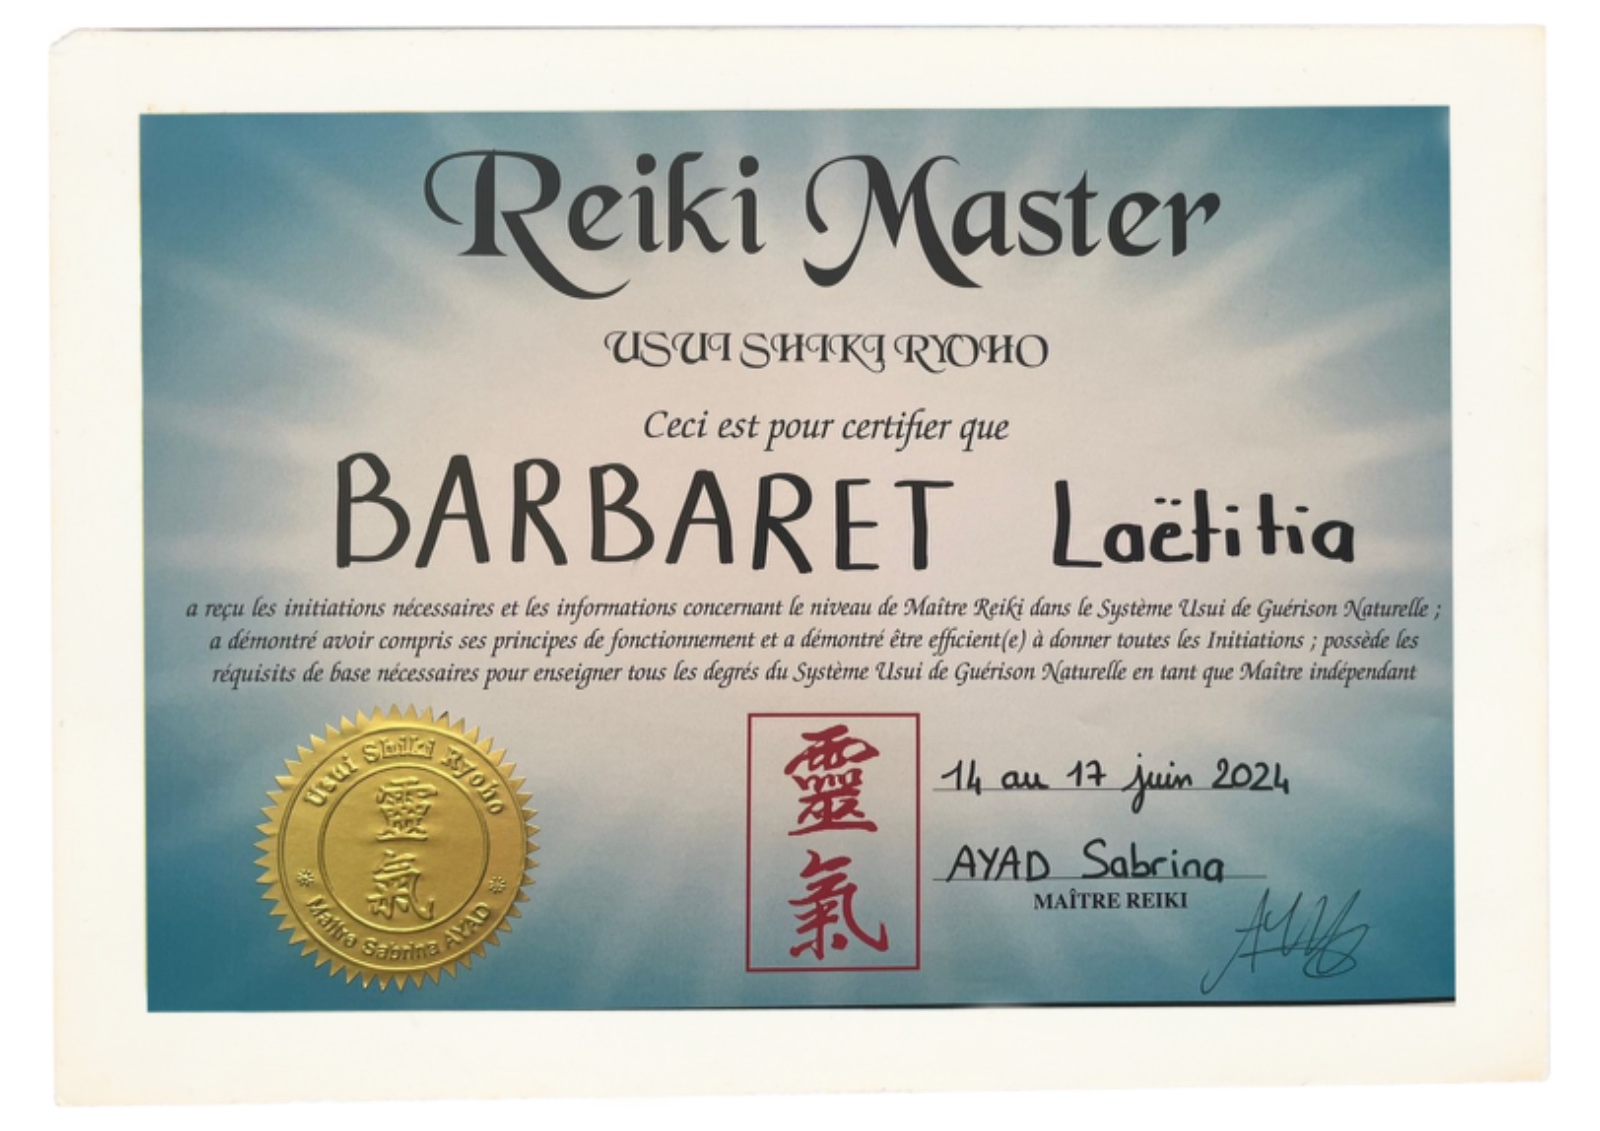 Reiki Master
USUI SHIKI RYOHO
Ceci est pour certifier que
BARBARET Laëtitia
a reçu les initiations nécessaires et les informations concernant le niveau de Maître Reiki dans le Système Usui de Guérison Naturelle ;
a démontré avoir compris ses principes de fonctionnement et a démontré être efficient(e) à donner toutes les Initiations ; possède les
réquisits de base nécessaires pour enseigner tous les degrés du Système Usui de Guérison Naturelle en tant que Maître indépendant
Usui Shiki Ryoho
靈
氣
Maître Sabrina AYAD
靈
氣
14 au 17 juin 2024
AYAD Sabrina
MAÎTRE REIKI